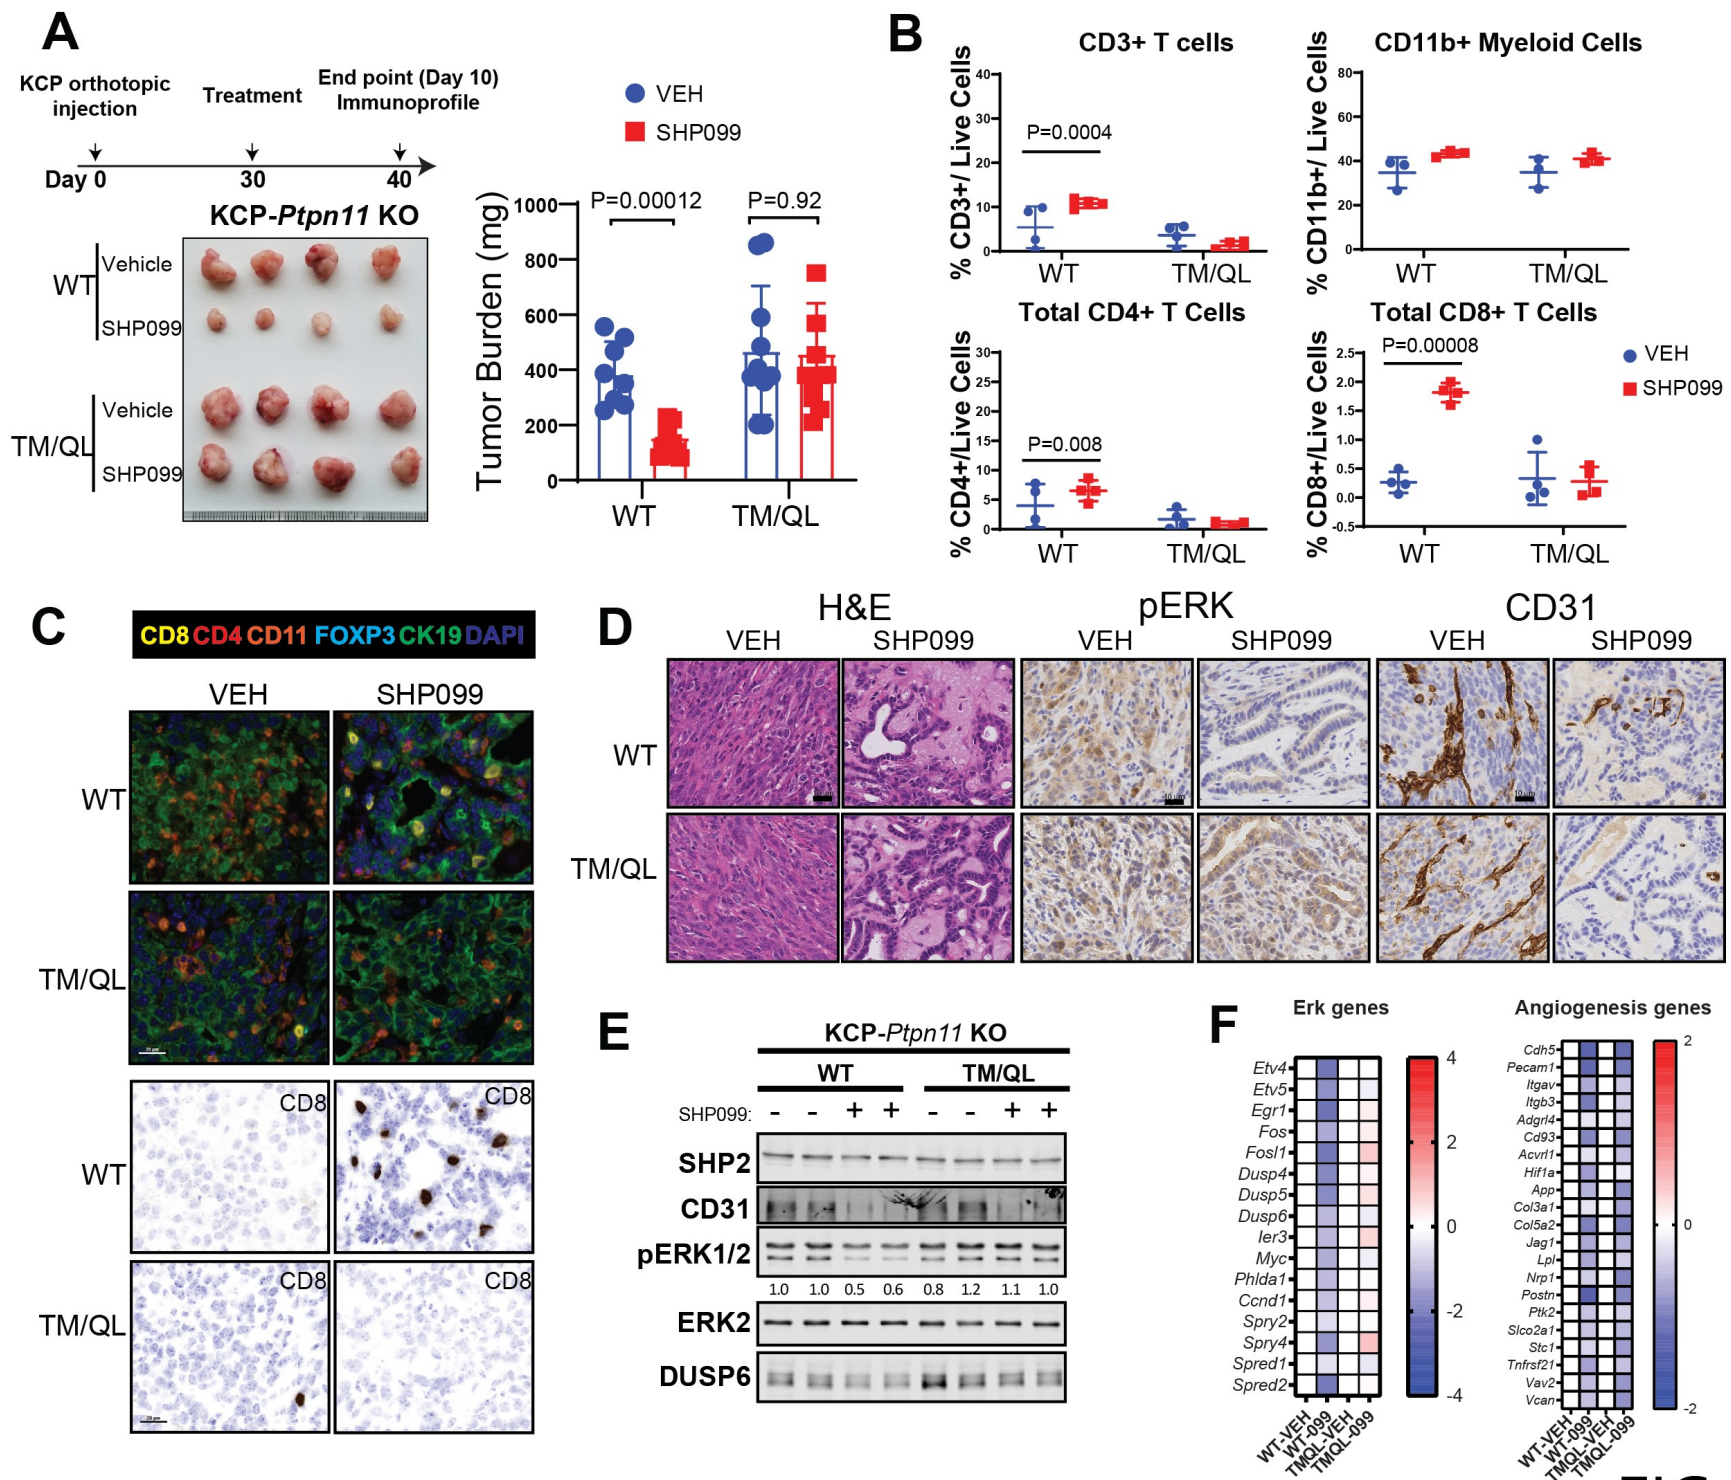 A
KCP orthotopic
injection
Treatment
End point (Day 10)
Immunoprofile
Day 0
30
40
KCP-Ptpn11 KO
WT
Vehicle
SHP099
TM/QL
Vehicle
SHP099
VEH
SHP099
Tumor Burden (mg)
1000
800
600
400
200
0
P=0.00012
P=0.92
WT
TM/QL
B
CD3+ T cells
% CD3+/ Live Cells
40
30
20
10
0
P=0.0004
WT
TM/QL
CD11b+ Myeloid Cells
% CD11b+/ Live Cells
80
60
40
20
0
WT
TM/QL
Total CD4+ T Cells
% CD4+/Live Cells
30
25
20
15
10
5
0
P=0.008
WT
TM/QL
Total CD8+ T Cells
% CD8+/Live Cells
2.5
2.0
1.5
1.0
0.5
0.0
-0.5
P=0.00008
WT
TM/QL
VEH
SHP099
C
CD8 CD4 CD11 FOXP3 CK19 DAPI
VEH
SHP099
WT
TM/QL
20 µm
WT
CD8
CD8
TM/QL
CD8
CD8
20 µm
D
H&E
pERK
CD31
VEH
SHP099
VEH
SHP099
VEH
SHP099
WT
10 µm
10 µm
TM/QL
E
KCP-Ptpn11 KO
WT
TM/QL
SHP099: - - + + - - + +
SHP2
CD31
pERK1/2
1.0 1.0 0.5 0.6 0.8 1.2 1.1 1.0
ERK2
DUSP6
F
Erk genes
Etv4
Etv5
Egr1
Fos
Fosl1
Dusp4
Dusp5
Dusp6
Ier3
Myc
Phlda1
Ccnd1
Spry2
Spry4
Spred1
Spred2
WT-VEH
WT-099
TMQL-VEH
TMQL-099
4
2
0
-2
-4
Angiogenesis genes
Cdh5
Pecam1
Itgav
Itgb3
Adgrl4
Cd93
Acvrl1
Hif1a
App
Col3a1
Col5a2
Jag1
Lpl
Nrp1
Postn
Ptk2
Slco2a1
Stc1
Tnfrsf21
Vav2
Vcan
WT-VEH
WT-099
TMQL-VEH
TMQL-099
2
0
-2